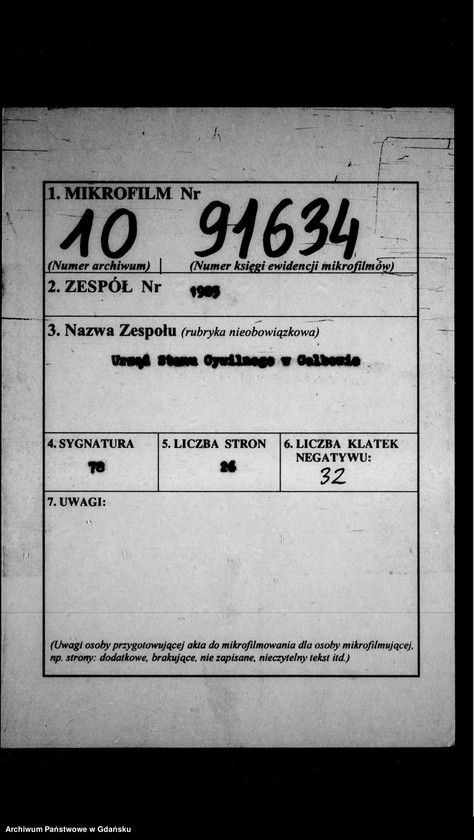 1. MIKROFILM Nr
10 91634
(Numer archiwum) (Numer księgi ewidencji mikrofilmów)
2. ZESPÓŁ Nr 1985
3. Nazwa Zespołu (rubryka nieobowiązkowa)
Urząd Stanu Cywilnego w
4. SYGNATURA 5. LICZBA STRON 6. LICZBA KLATEK
NEGATYWU:
78 26 32
7. UWAGI:
(Uwagi osoby przygotowującej akta do mikrofilmowania dla osoby mikrofilmującej,
np. strony: dodatkowe, brakujące, nie zapisane, nieczytelny tekst itd.)
Archiwum Państwowe w Gdańsku